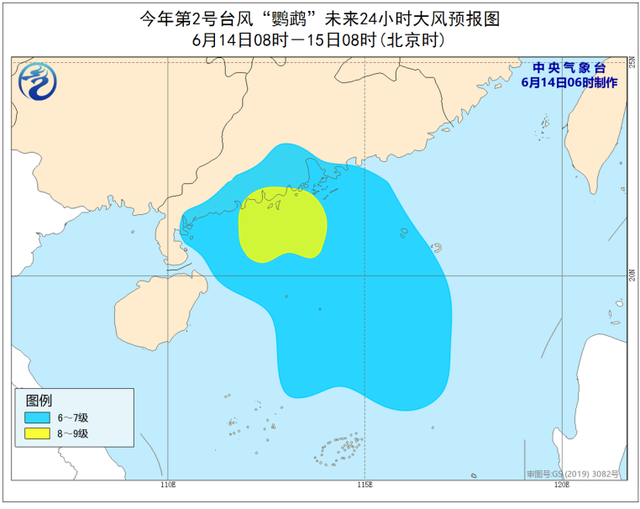 今年第2号台风“鹦鹉”未来24小时大风预报图
6月14日08时—15日08时(北京时)
中央气象台
6月14日06时制作
25N
20N
图例
6～7级
8～9级
审图号:GS (2019) 3082号
110E
115E
120E